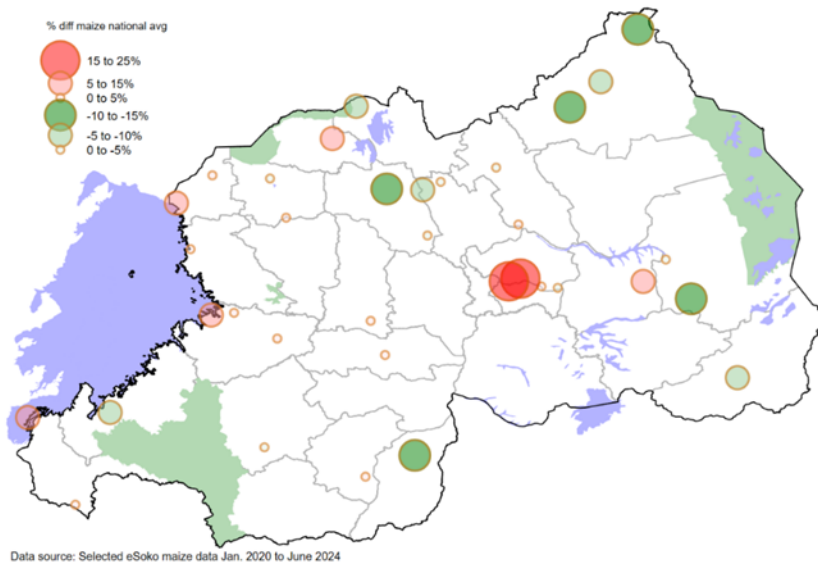 % diff maize national avg
15 to 25%
5 to 15%
0 to 5%
-10 to -15%
-5 to -10%
0 to -5%
Data source: Selected eSoko maize data Jan. 2020 to June 2024